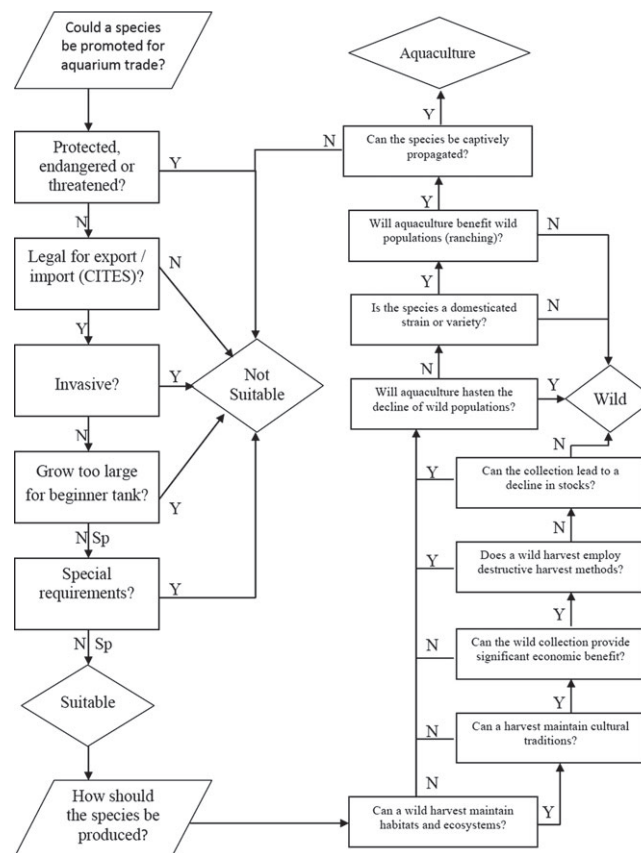 Could a species
be promoted for
aquarium trade?
Protected,
endangered or
threatened?
Y
N
Legal for export /
import (CITES)?
N
Y
Invasive?
Y
N
Grow too large
for beginner tank?
Y
N Sp
Special
requirements?
Y
N Sp
Suitable
Not
Suitable
How should
the species be
produced?
Can a wild harvest maintain
habitats and ecosystems?
N
Y
Can a harvest maintain cultural
traditions?
N
Y
Can the wild collection provide
significant economic benefit?
N
Y
Does a wild harvest employ
destructive harvest methods?
Y
N
Can the collection lead to a
decline in stocks?
Y
N
Wild
Will aquaculture hasten the
decline of wild populations?
Y
N
Is the species a domesticated
strain or variety?
N
Y
Will aquaculture benefit wild
populations (ranching)?
N
Y
Can the species be captively
propagated?
N
Y
Aquaculture